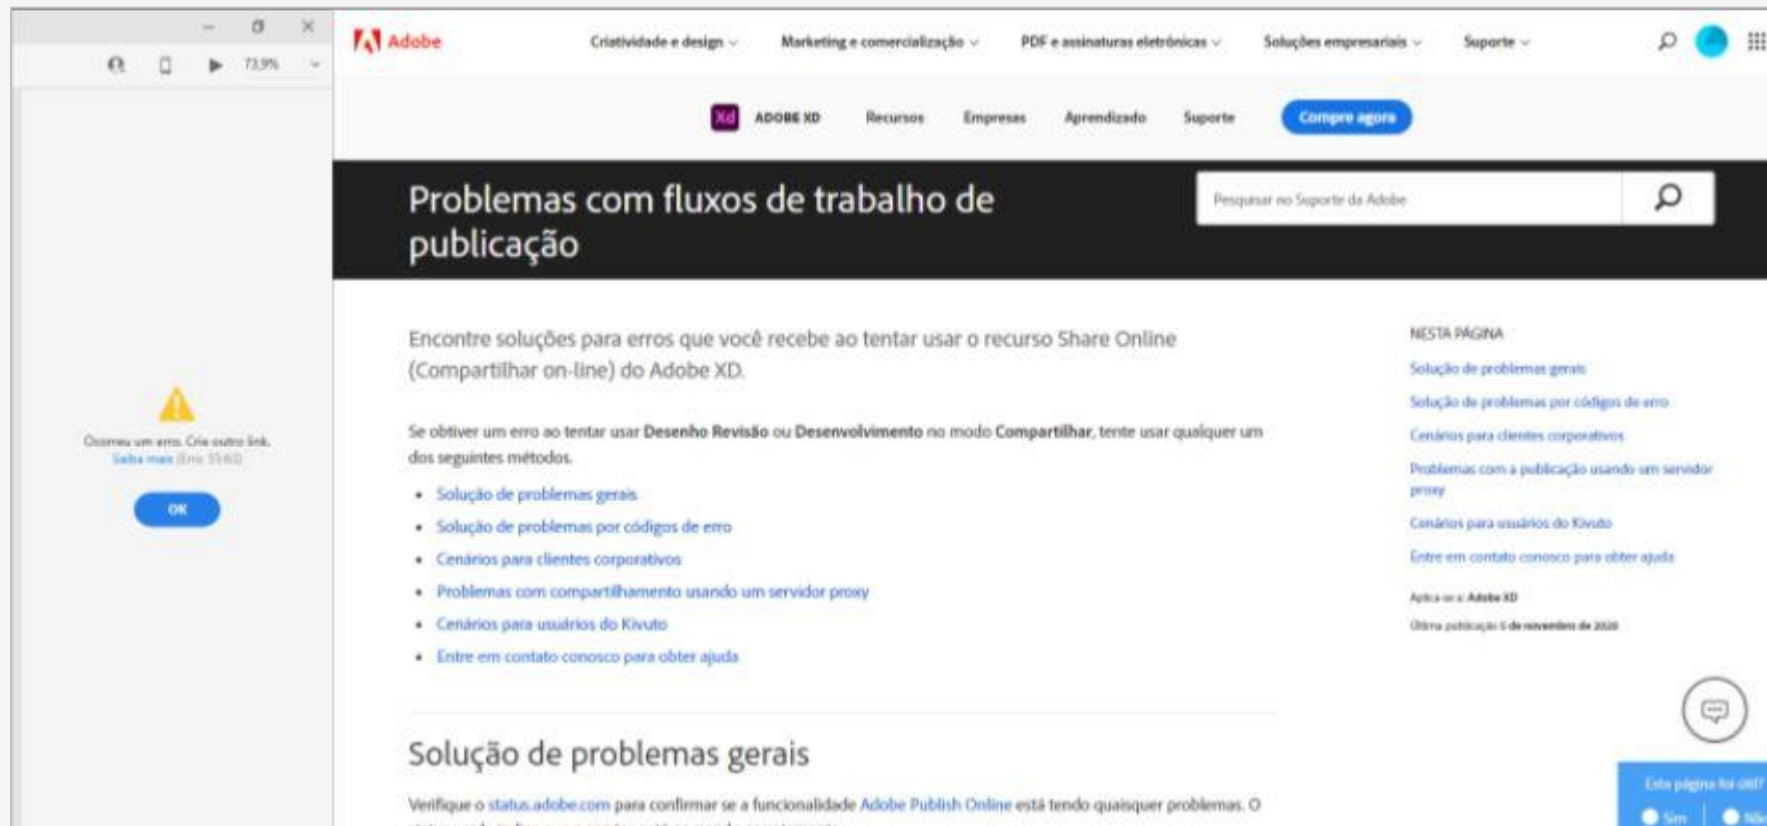 73,9%
Ocorreu um erro. Crie outro link.
Saiba mais (Erro
OK
Adobe
Criatividade e design
Marketing e comercialização
PDF e assinaturas eletrônicas
Soluções empresariais
Suporte
Xd
ADOBE XD
Recursos
Empresas
Aprendizado
Suporte
Compre agora
Problemas com fluxos de trabalho de
publicação
Pesquisar no Suporte da Adobe
Encontre soluções para erros que você recebe ao tentar usar o recurso Share Online
(Compartilhar on-line) do Adobe XD.
Se obtiver um erro ao tentar usar Desenho Revisão ou Desenvolvimento no modo Compartilhar, tente usar qualquer um
dos seguintes métodos.
• Solução de problemas gerais
• Solução de problemas por códigos de erro
• Cenários para clientes corporativos
• Problemas com compartilhamento usando um servidor proxy
• Cenários para usuários do Kivuto
• Entre em contato conosco para obter ajuda
NESTA PÁGINA
Solução de problemas gerais
Solução de problemas por códigos de erro
Cenários para clientes corporativos
Problemas com a publicação usando um servidor
proxy
Cenários para usuários do Kivuto
Entre em contato conosco para obter ajuda
Aplica-se a: Adobe XD
Última publicação 5 de novembro de 2020
Solução de problemas gerais
Verifique o status.adobe.com para confirmar se a funcionalidade Adobe Publish Online está tendo quaisquer problemas. O
Esta página foi útil?
Sim
Não